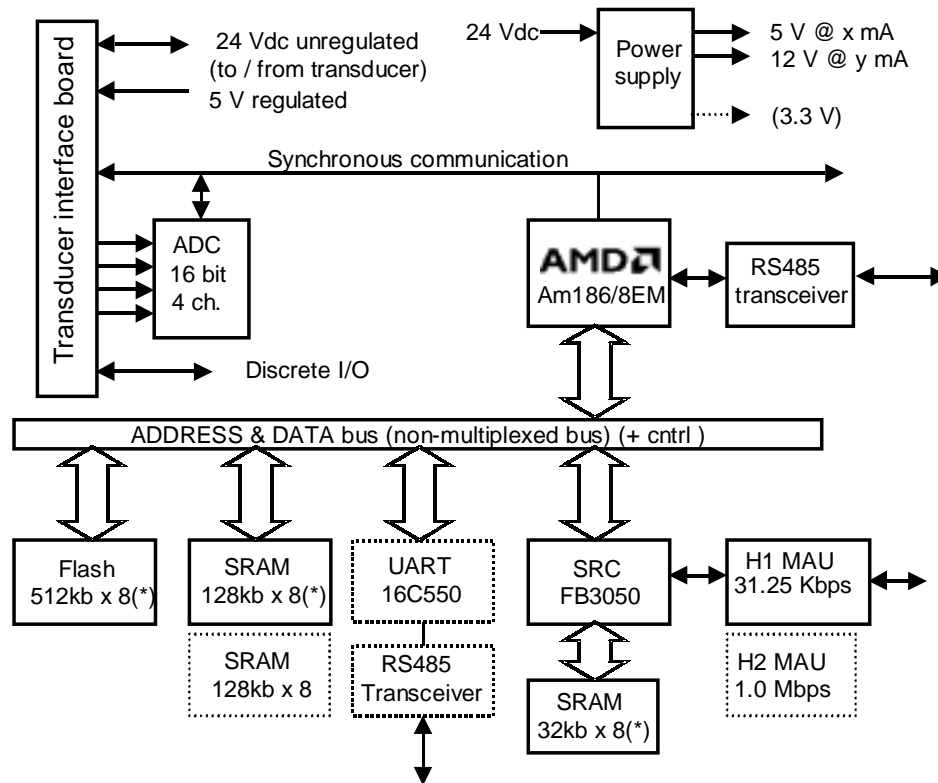 24 Vdc unregulated
(to / from transducer)
5 V regulated
Transducer interface board
24 Vdc
Power
supply
5 V @ x mA
12 V @ y mA
(3.3 V)
Synchronous communication
ADC
16 bit
4 ch.
AMD
Am186/8EM
RS485
transceiver
Discrete I/O
ADDRESS & DATA bus (non-multiplexed bus) (+ cntrl )
Flash
512kb x 8(*)
SRAM
128kb x 8(*)
SRAM
128kb x 8
UART
16C550
RS485
Transceiver
SRC
FB3050
SRAM
32kb x 8(*)
H1 MAU
31.25 Kbps
H2 MAU
1.0 Mbps